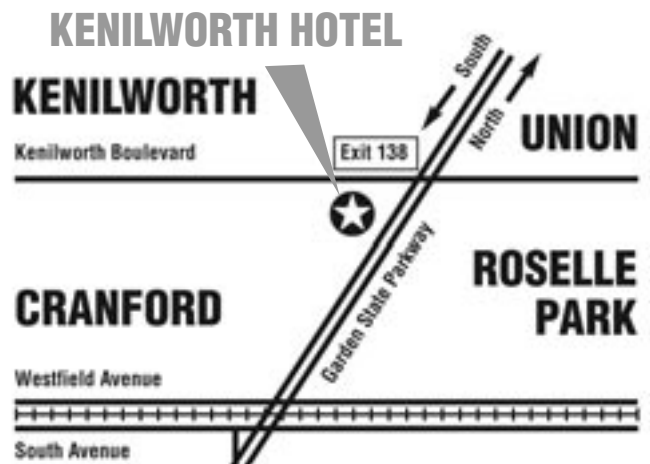 KENILWORTH HOTEL
South
KENILWORTH
North
UNION
Kenilworth Boulevard
Exit 138
Garden State Parkway
ROSELLE
PARK
CRANFORD
Westfield Avenue
South Avenue